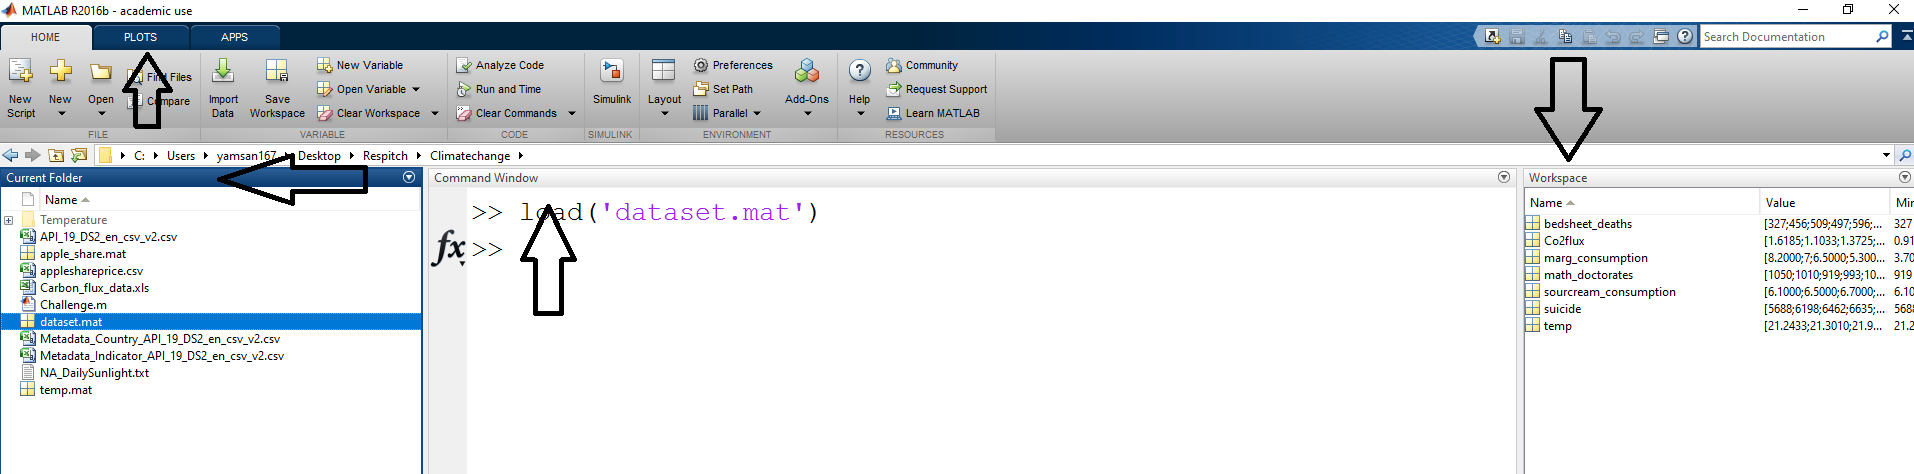 MATLAB R2016b - academic use
HOME PLOTS APPS
Search Documentation
New Script
New
Open
Find Files
Compare
FILE
Import Data
Save Workspace
New Variable
Open Variable
Clear Workspace
VARIABLE
Analyze Code
Run and Time
Clear Commands
CODE
Simulink
SIMULINK
Layout
Preferences
Set Path
Parallel
Add-Ons
ENVIRONMENT
Help
Community
Request Support
Learn MATLAB
RESOURCES
C: Users yamsan167 Desktop Respitch Climatechange
Current Folder
Name
Temperature
API_19_DS2_en_csv_v2.csv
apple_share.mat
appleshareprice.csv
Carbon_flux_data.xls
Challenge.m
dataset.mat
Metadata_Country_API_19_DS2_en_csv_v2.csv
Metadata_Indicator_API_19_DS2_en_csv_v2.csv
NA_DailySunlight.txt
temp.mat
Command Window
>> load('dataset.mat')
fx >>
Workspace
Name Value Min
bedsheet_deaths [327;456;509;497;596;... 327
Co2flux [1.6185;1.1033;1.3725;... 0.91
marg_consumption [8.2000;7;6.5000;5.300... 3.70
math_doctorates [1050;1010;919;993;10... 919
sourcream_consumption [6.1000;6.5000;6.7000;... 6.10
suicide [5688;6198;6462;6635;... 5688
temp [21.2433;21.3010;21.9... 21.2